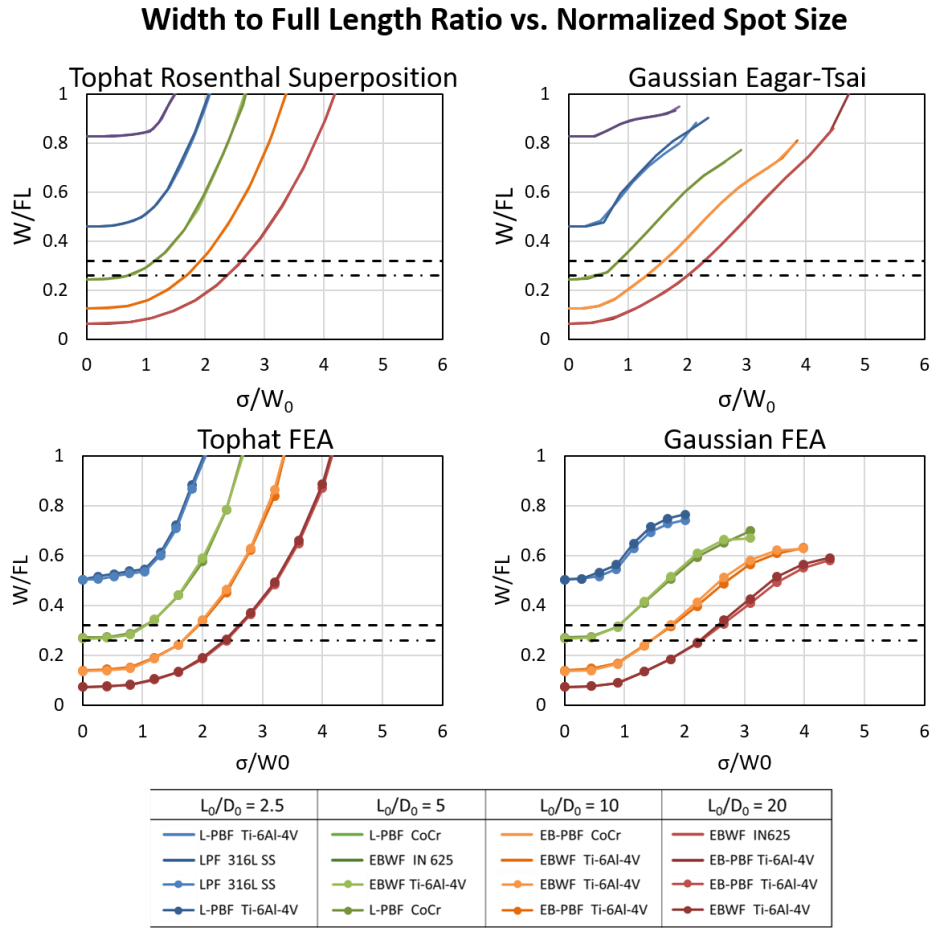 Width to Full Length Ratio vs. Normalized Spot Size
Tophat Rosenthal Superposition
W/FL
1
0.8
0.6
0.4
0.2
0
0 1 2 3 4 5 6
σ/W₀
Gaussian Eagar-Tsai
W/FL
1
0.8
0.6
0.4
0.2
0
0 1 2 3 4 5 6
σ/W₀
Tophat FEA
W/FL
1
0.8
0.6
0.4
0.2
0
0 1 2 3 4 5 6
σ/W0
Gaussian FEA
W/FL
1
0.8
0.6
0.4
0.2
0
0 1 2 3 4 5 6
σ/W0
L₀/D₀ = 2.5 L₀/D₀ = 5 L₀/D₀ = 10 L₀/D₀ = 20
L-PBF Ti-6Al-4V L-PBF CoCr EB-PBF CoCr EBWF IN625
LPF 316L SS EBWF IN 625 EBWF Ti-6Al-4V EB-PBF Ti-6Al-4V
LPF 316L SS EBWF Ti-6Al-4V EBWF Ti-6Al-4V EB-PBF Ti-6Al-4V
L-PBF Ti-6Al-4V L-PBF CoCr EB-PBF Ti-6Al-4V EBWF Ti-6Al-4V